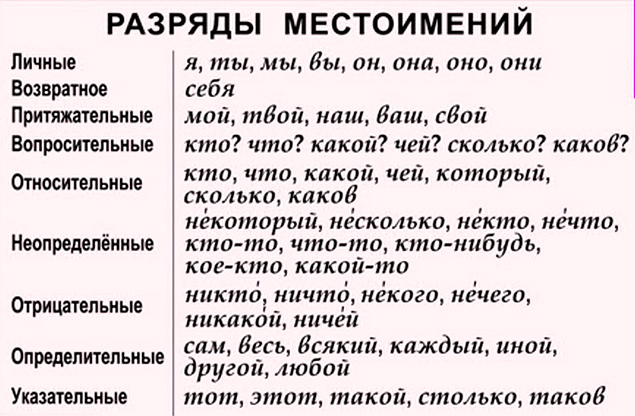 РАЗРЯДЫ МЕСТОИМЕНИЙ
Личные я, ты, мы, вы, он, она, оно, они
Возвратное себя
Притяжательные мой, твой, наш, ваш, свой
Вопросительные кто? что? какой? чей? сколько? каков?
Относительные кто, что, какой, чей, который,
сколько, каков
Неопределённые не́который, не́сколько, не́кто, не́что,
кто-то, что-то, кто-нибудь,
кое-кто, какой-то
Отрицательные никто́, ничто́, не́кого, не́чего,
никако́й, ниче́й
Определительные сам, весь, всякий, каждый, иной,
другой, любой
Указательные тот, этот, такой, столько, таков